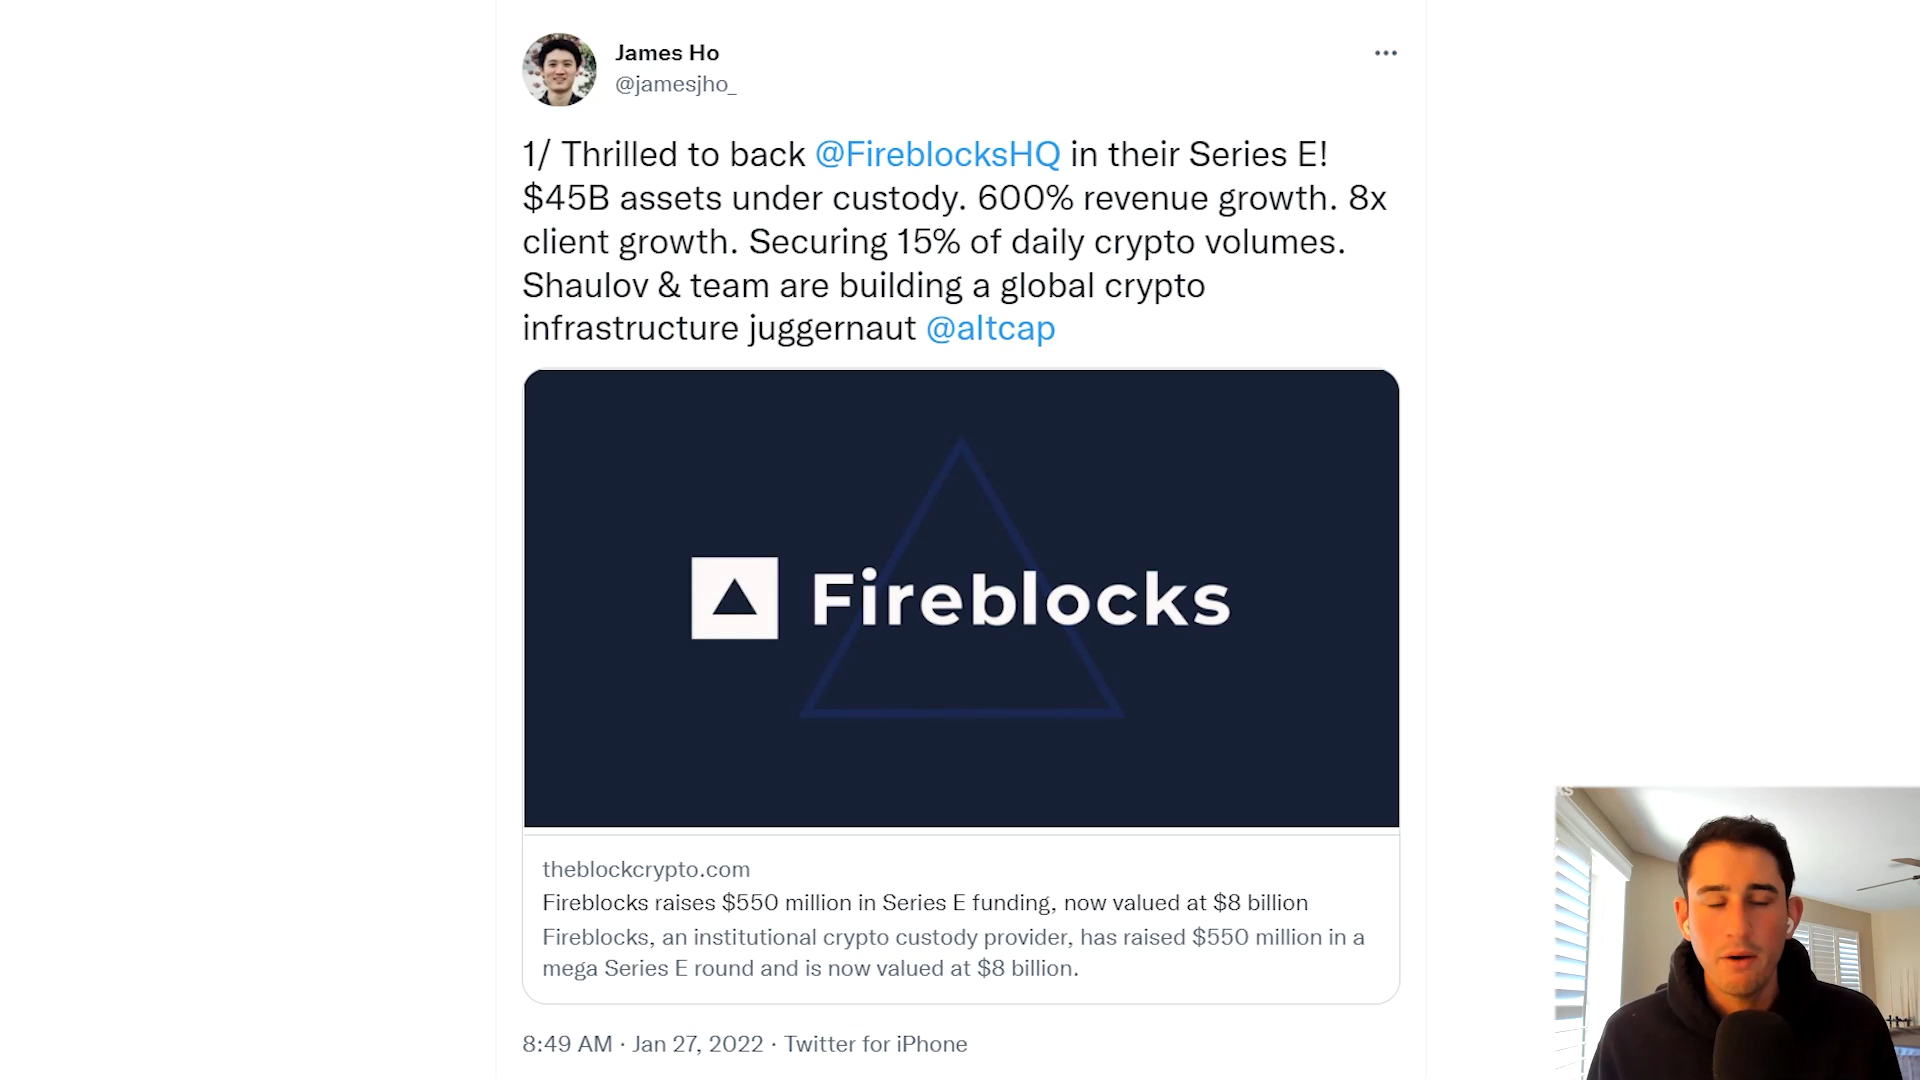 James Ho
@jamesjho_
1/ Thrilled to back @FireblocksHQ in their Series E!
$45B assets under custody. 600% revenue growth. 8x
client growth. Securing 15% of daily crypto volumes.
Shaulov & team are building a global crypto
infrastructure juggernaut @altcap
Fireblocks
theblockcrypto.com
Fireblocks raises $550 million in Series E funding, now valued at $8 billion
Fireblocks, an institutional crypto custody provider, has raised $550 million in a
mega Series E round and is now valued at $8 billion.
8:49 AM · Jan 27, 2022 · Twitter for iPhone